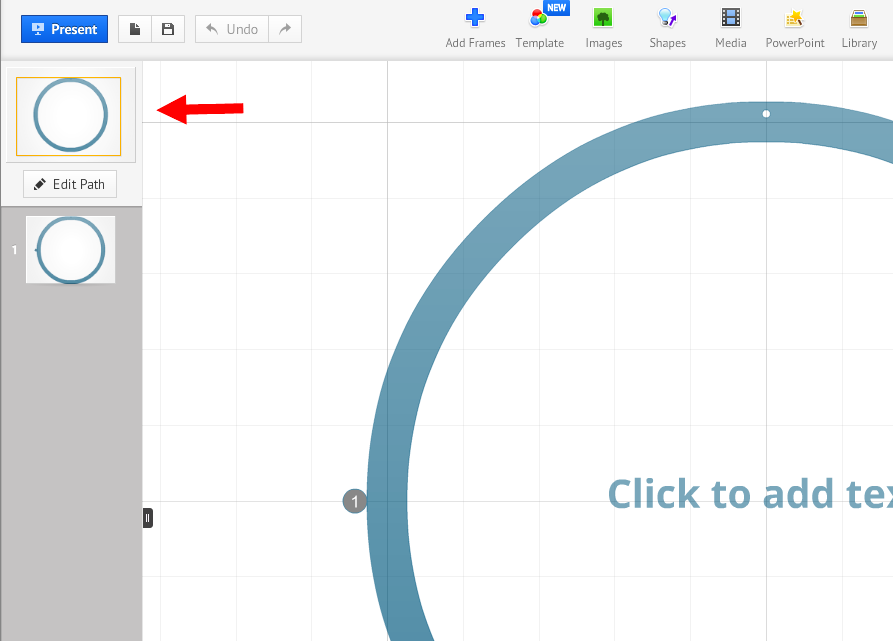 NEW
Present
Undo
Add Frames
Template
Images
Shapes
Media
PowerPoint
Library
Edit Path
1
1
Click to add tex